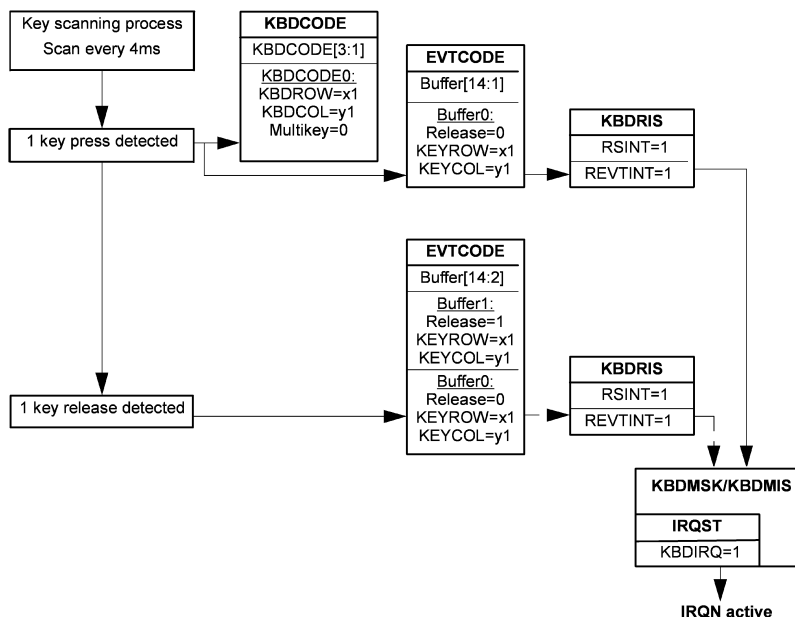 Key scanning process
Scan every 4ms
1 key press detected
KBDCODE
KBDCODE[3:1]
KBDCODE0:
KBDROW=x1
KBDCOL=y1
Multikey=0
EVTCODE
Buffer[14:1]
Buffer0:
Release=0
KEYROW=x1
KEYCOL=y1
KBDRIS
RSINT=1
REVTINT=1
1 key release detected
EVTCODE
Buffer[14:2]
Buffer1:
Release=1
KEYROW=x1
KEYCOL=y1
Buffer0:
Release=0
KEYROW=x1
KEYCOL=y1
KBDRIS
RSINT=1
REVTINT=1
KBDMSK/KBDMIS
IRQST
KBDIRQ=1
IRQN active